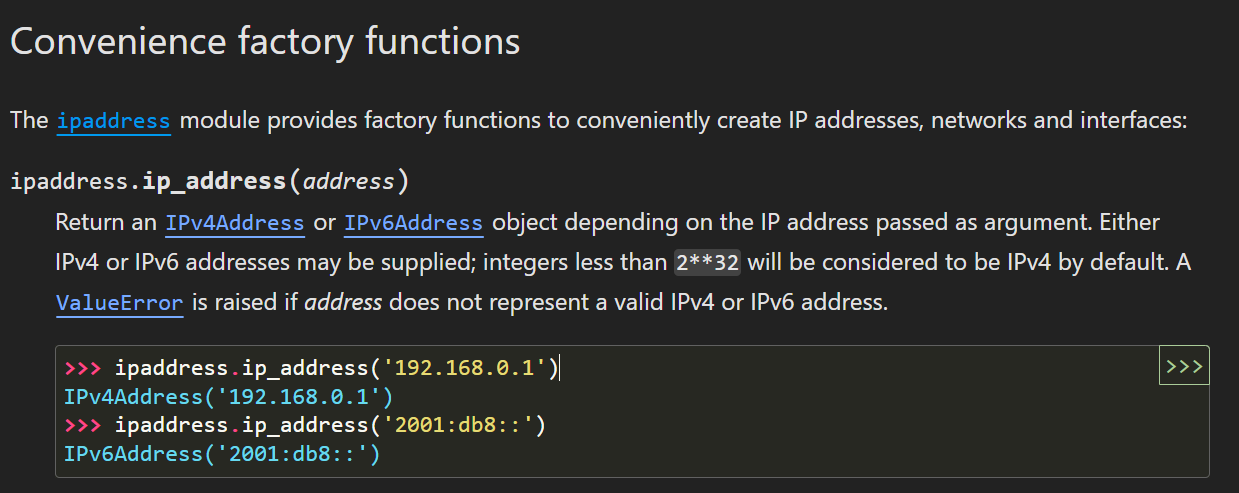 Convenience factory functions
The ipaddress module provides factory functions to conveniently create IP addresses, networks and interfaces:
ipaddress.ip_address(address)
Return an IPv4Address or IPv6Address object depending on the IP address passed as argument. Either
IPv4 or IPv6 addresses may be supplied; integers less than 2**32 will be considered to be IPv4 by default. A
ValueError is raised if address does not represent a valid IPv4 or IPv6 address.
>>> ipaddress.ip_address('192.168.0.1') >>>
IPv4Address('192.168.0.1')
>>> ipaddress.ip_address('2001:db8::')
IPv6Address('2001:db8::')